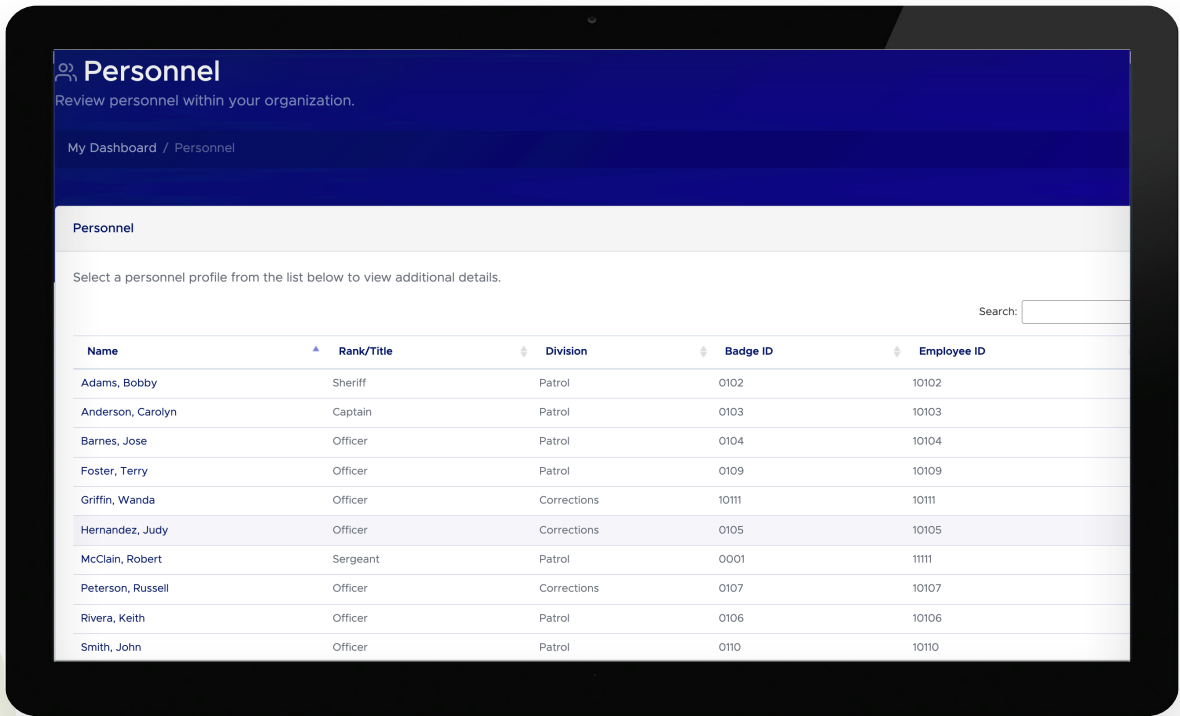 Personnel
Review personnel within your organization.
My Dashboard / Personnel
Personnel
Select a personnel profile from the list below to view additional details.
Search:
Name Rank/Title Division Badge ID Employee ID
Adams, Bobby Sheriff Patrol 0102 10102
Anderson, Carolyn Captain Patrol 0103 10103
Barnes, Jose Officer Patrol 0104 10104
Foster, Terry Officer Patrol 0109 10109
Griffin, Wanda Officer Corrections 10111 10111
Hernandez, Judy Officer Corrections 0105 10105
McClain, Robert Sergeant Patrol 0001 11111
Peterson, Russell Officer Corrections 0107 10107
Rivera, Keith Officer Patrol 0106 10106
Smith, John Officer Patrol 0110 10110